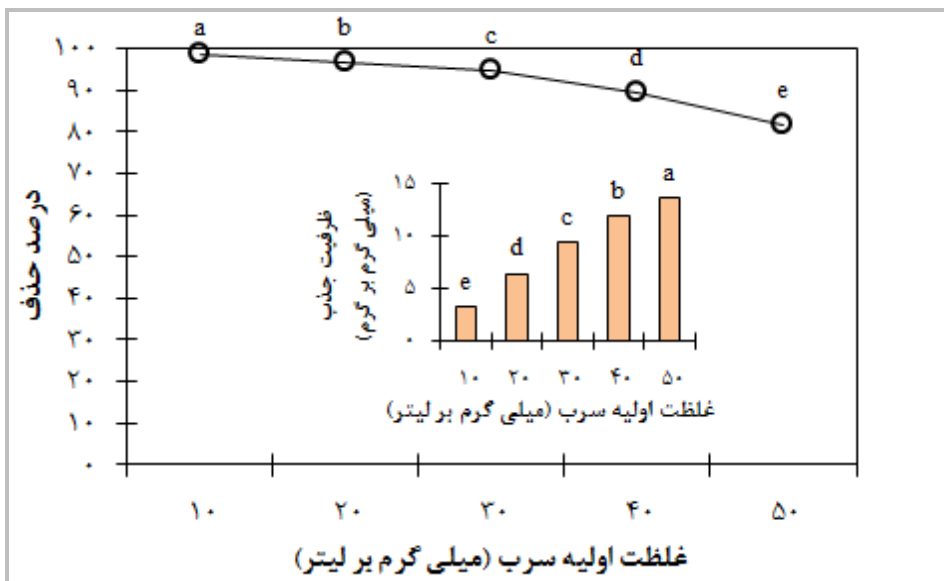 a
b
c
d
e
۱۰۰
۹۰
۸۰
۷۰
۶۰
۵۰
۴۰
۳۰
۲۰
۱۰
۰
درصد حذف
۱۰ ۲۰ ۳۰ ۴۰ ۵۰
غلظت اولیه سرب (میلی گرم بر لیتر)
a
b
c
d
e
۱۵
۱۰
۵
۰
ظرفیت جذب
(میلی گرم بر گرم)
۱۰ ۲۰ ۳۰ ۴۰ ۵۰
غلظت اولیه سرب (میلی گرم بر لیتر)